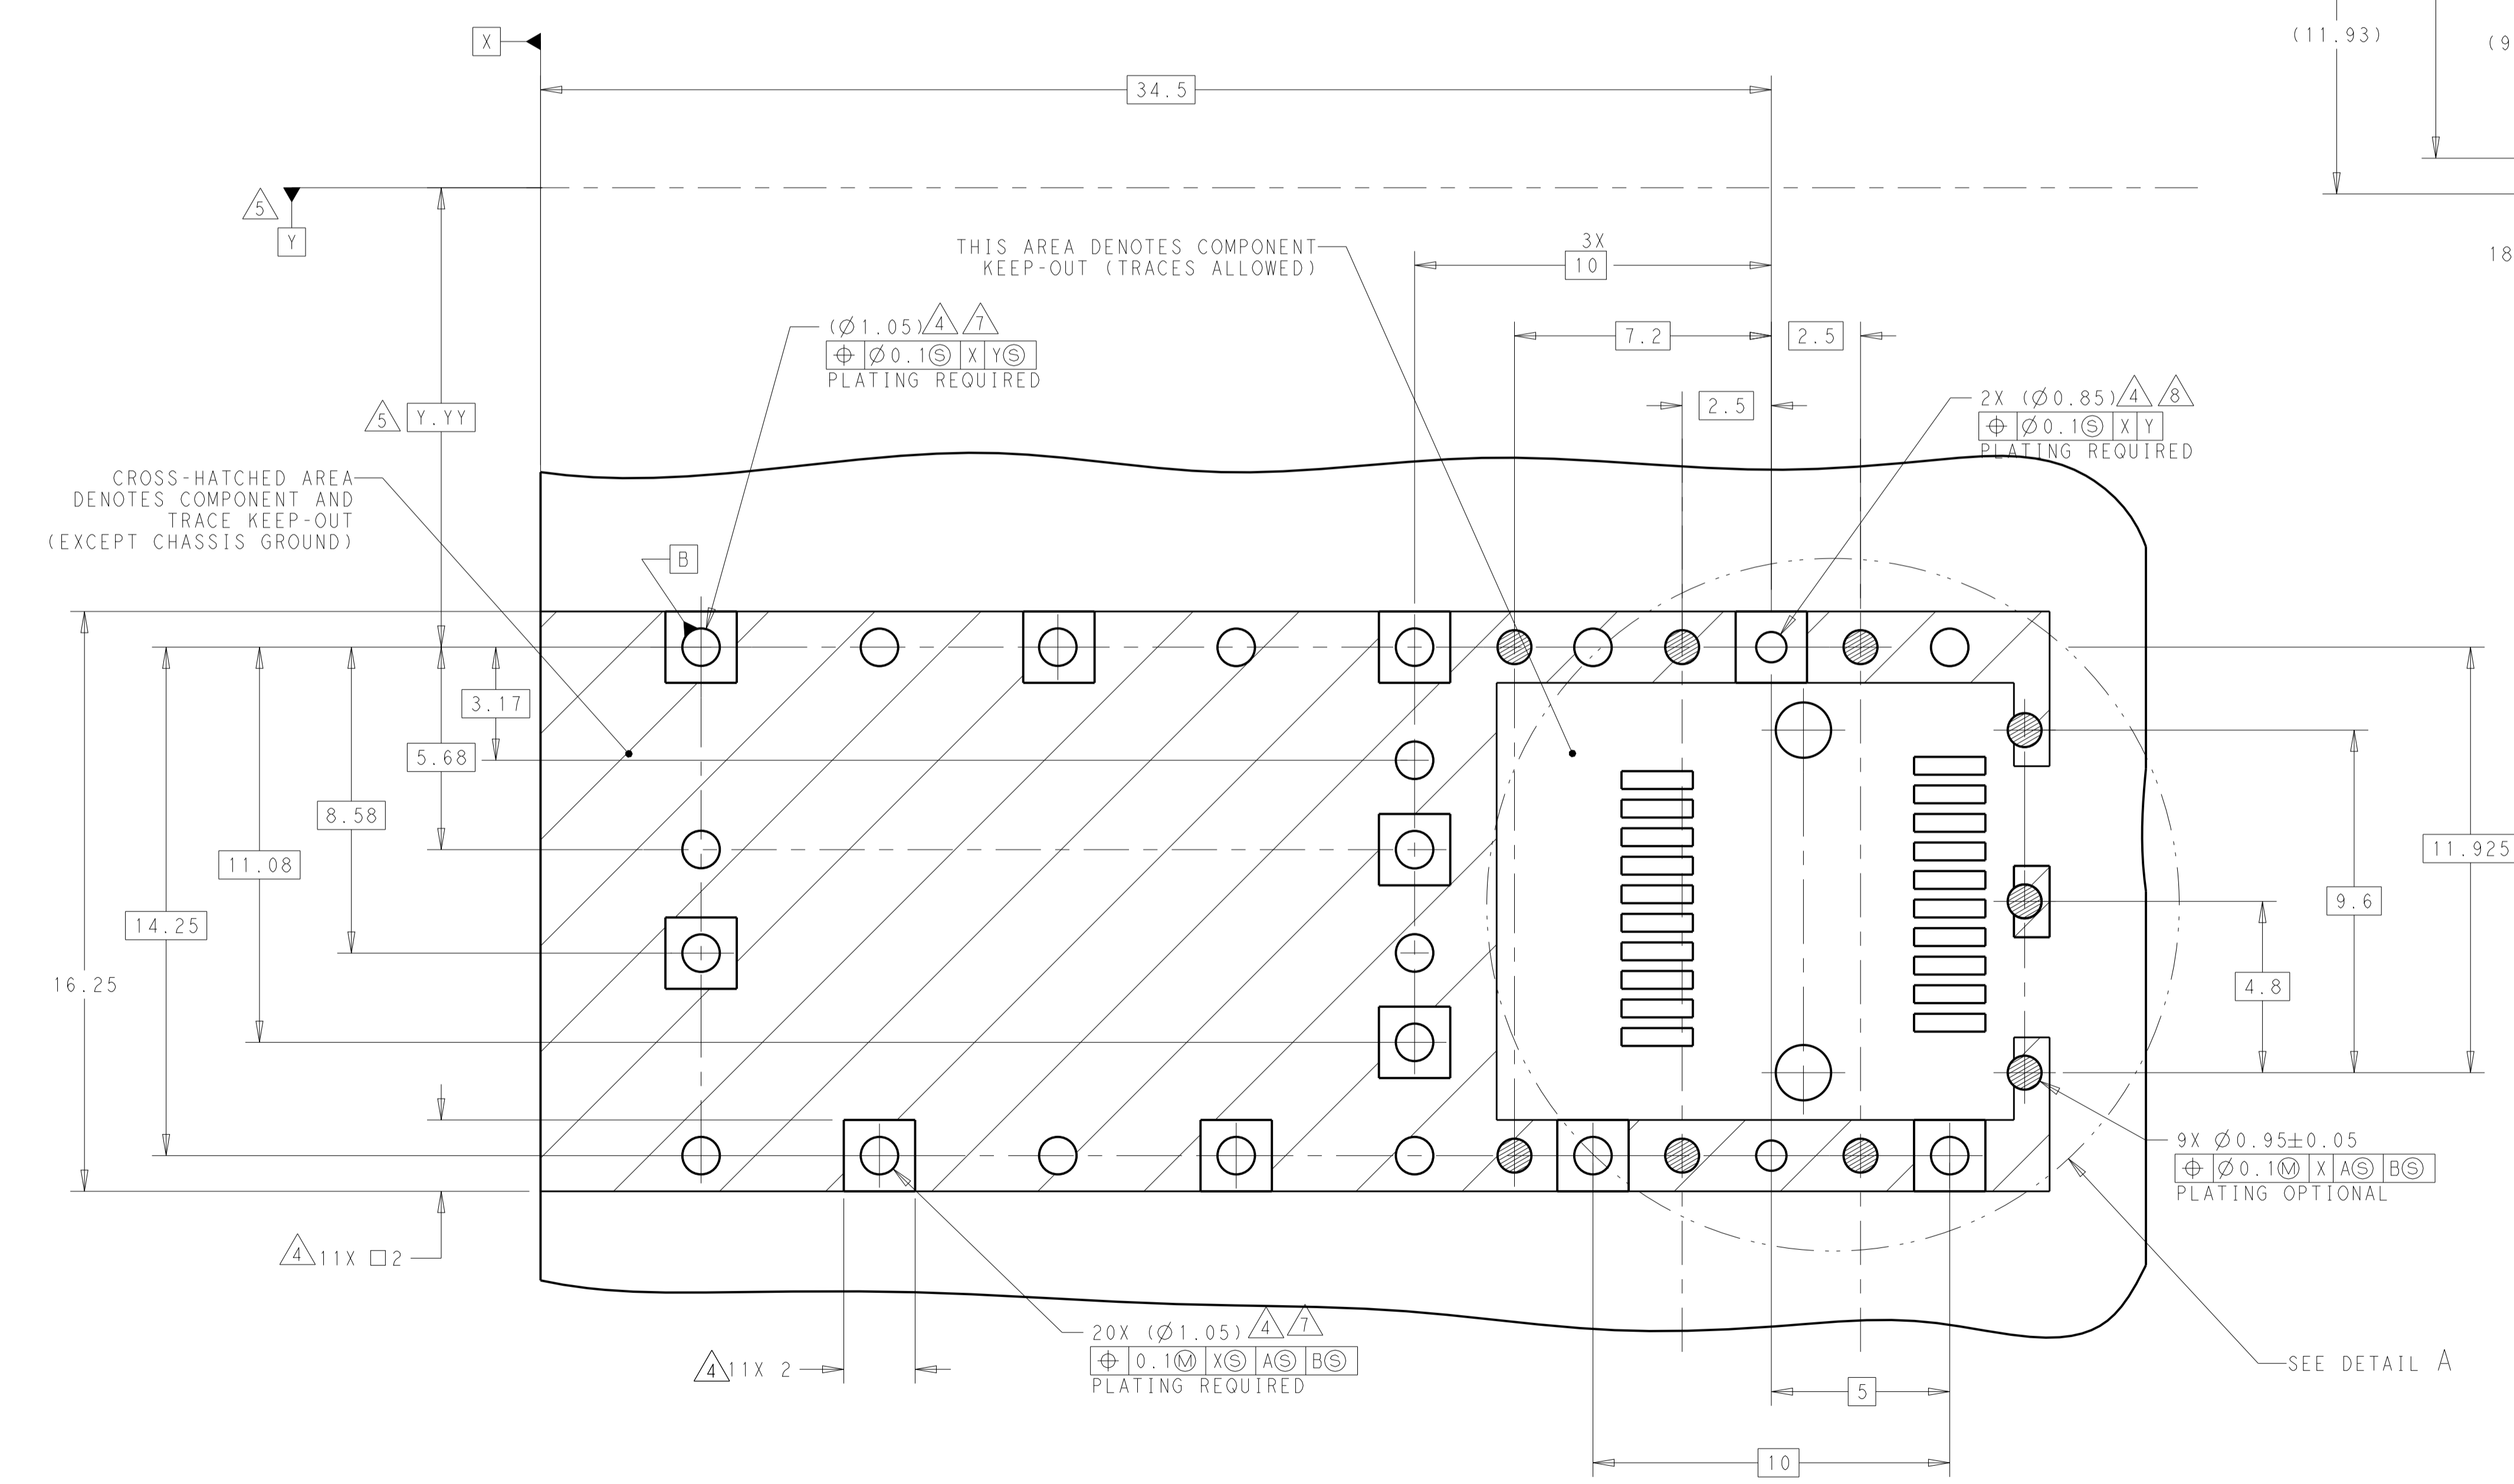 (11.93)
X
34.5
5
Y
THIS AREA DENOTES COMPONENT
KEEP-OUT (TRACES ALLOWED)
3X
10
(Ø1.05) 4 7
⌖ Ø0.1Ⓢ X YⓈ
PLATING REQUIRED
7.2
2.5
2.5
2X (Ø0.85) 4 8
⌖ Ø0.1Ⓢ X Y
PLATING REQUIRED
5 Y.YY
CROSS-HATCHED AREA
DENOTES COMPONENT AND
TRACE KEEP-OUT
(EXCEPT CHASSIS GROUND)
B
3.17
5.68
8.58
11.08
14.25
16.25
11.925
9.6
4.8
9X Ø0.95±0.05
⌖ Ø0.1Ⓜ X AⓈ BⓈ
PLATING OPTIONAL
4 11X □2
20X (Ø1.05) 4 7
⌖ 0.1Ⓜ XⓈ AⓈ BⓈ
PLATING REQUIRED
4 11X 2
SEE DETAIL A
5
10